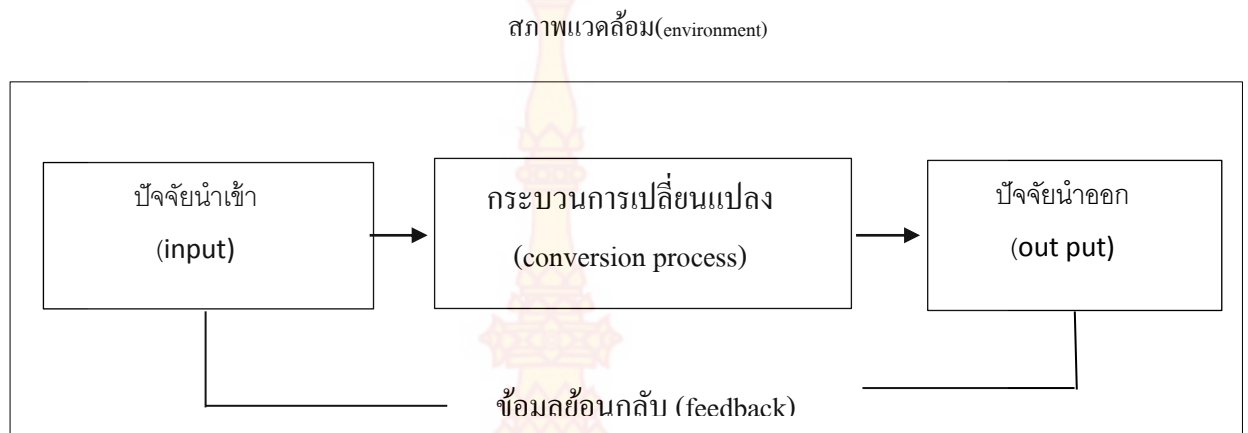 สภาพแวดล้อม(environment)
ปัจจัยนำเข้า
(input)
กระบวนการเปลี่ยนแปลง
(conversion process)
ปัจจัยนำออก
(out put)
ข้อมูลย้อนกลับ (feedback)